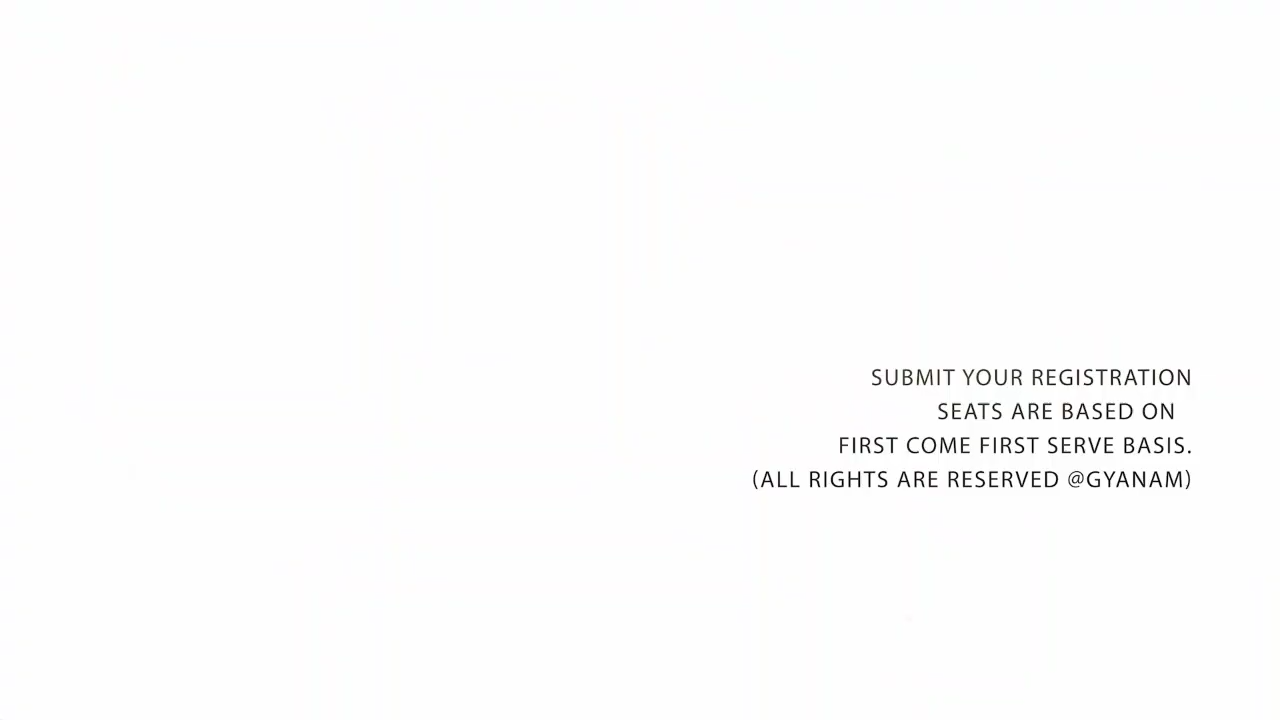 SUBMIT YOUR REGISTRATION
SEATS ARE BASED ON
FIRST COME FIRST SERVE BASIS.
(ALL RIGHTS ARE RESERVED @GYANAM)